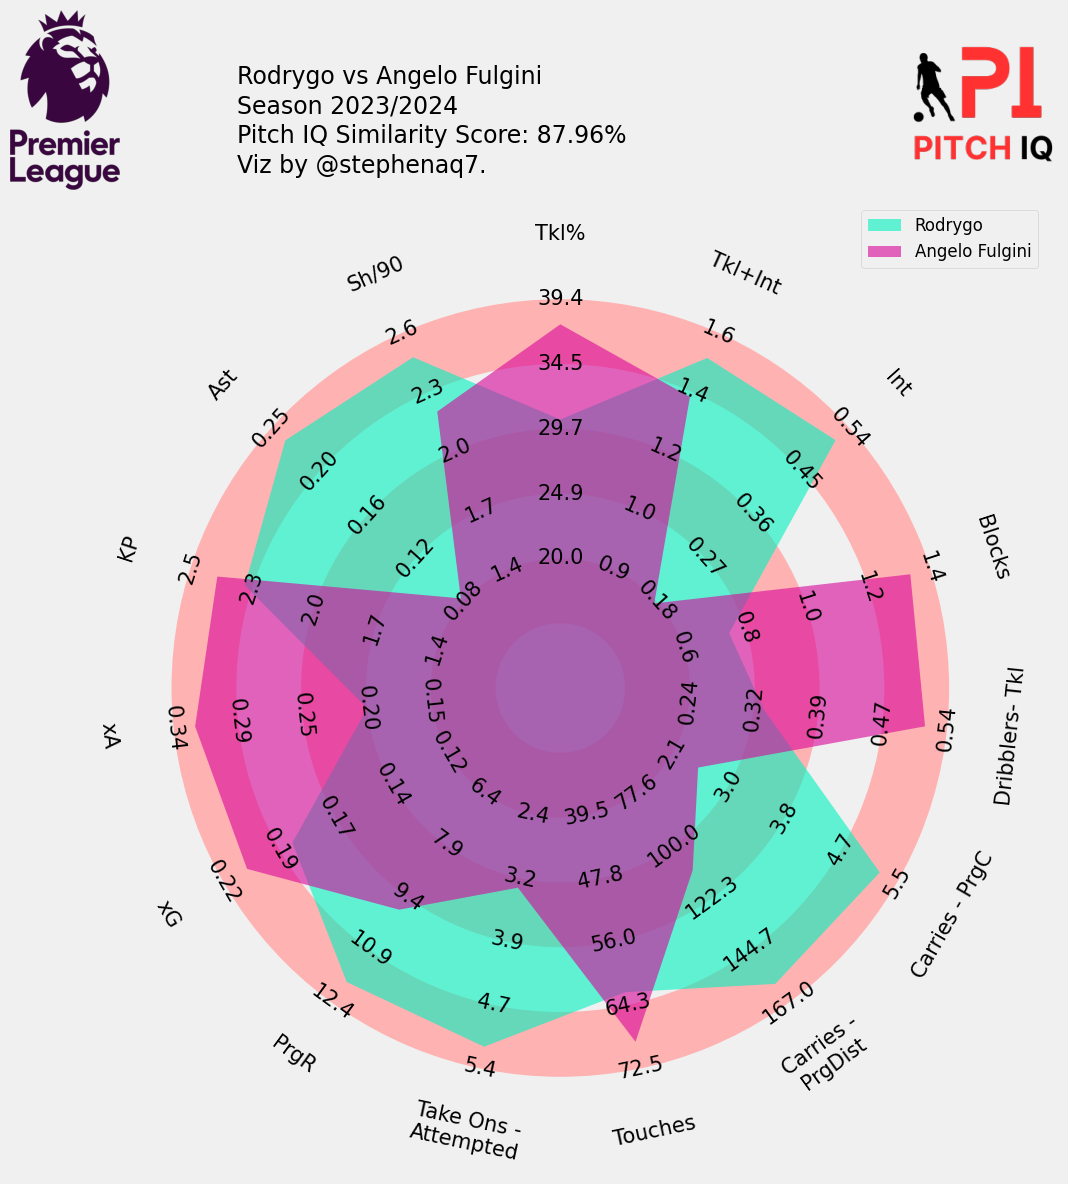 Premier
League
Rodrygo vs Angelo Fulgini
Season 2023/2024
Pitch IQ Similarity Score: 87.96%
Viz by @stephenaq7.
PI
PITCH IQ
Rodrygo
Angelo Fulgini
Tkl%
39.4
34.5
29.7
24.9
20.0
Tkl+Int
1.6
1.4
1.2
1.0
0.9
Int
0.54
0.45
0.36
0.27
0.18
Blocks
1.4
1.2
1.0
0.8
0.6
Dribblers- Tkl
0.54
0.47
0.39
0.32
0.24
Carries - PrgC
5.5
4.7
3.8
3.0
2.1
Carries -
PrgDist
167.0
144.7
122.3
100.0
77.6
Touches
72.5
64.3
56.0
47.8
39.5
Take Ons -
Attempted
5.4
4.7
3.9
3.2
2.4
PrgR
12.4
10.9
9.4
7.9
6.4
xG
0.22
0.19
0.17
0.14
0.12
xA
0.34
0.29
0.25
0.20
0.15
KP
2.5
2.3
2.0
1.7
1.4
Ast
0.25
0.20
0.16
0.12
0.08
Sh/90
2.6
2.3
2.0
1.7
1.4